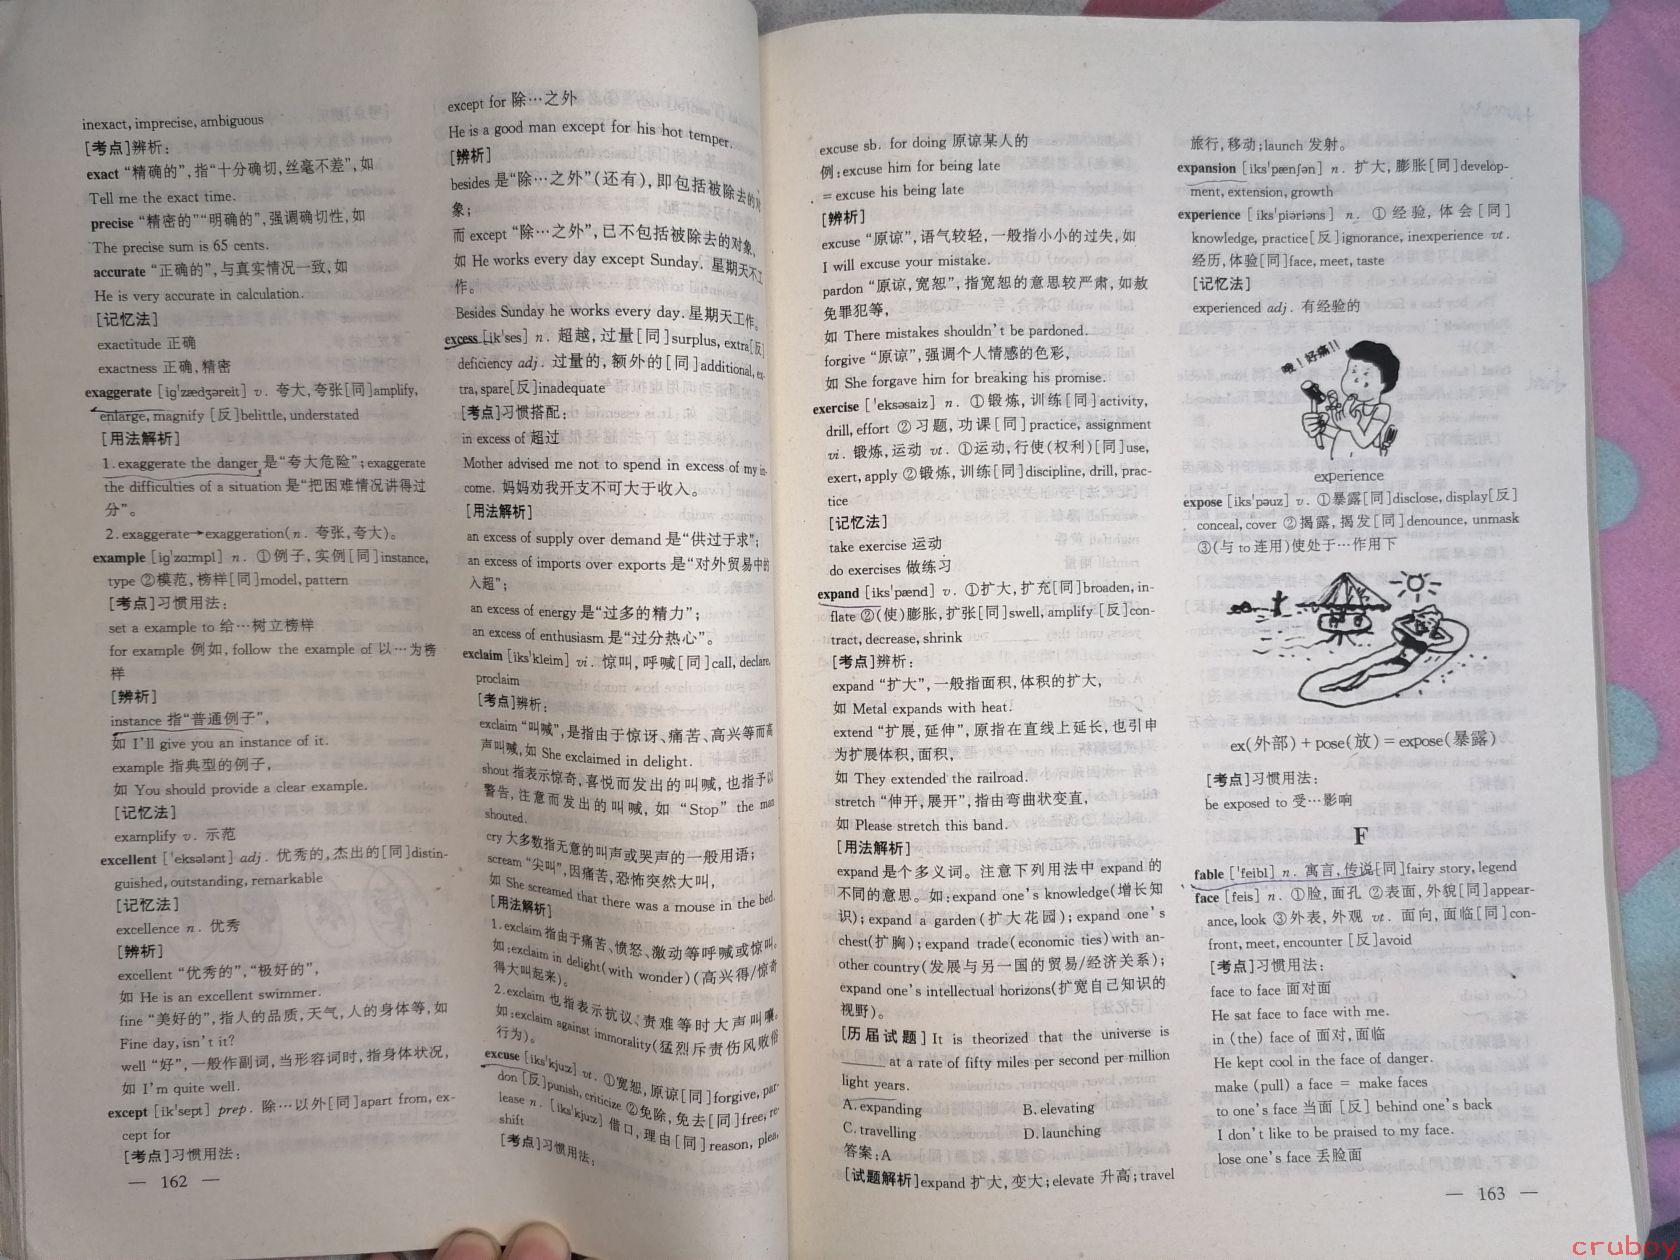 inexact, imprecise, ambiguous
[考点]辨析：
exact “精确的”,指“十分确切,丝毫不差”,如
Tell me the exact time.
precise “精密的”“明确的”,强调确切性,如
The precise sum is 65 cents.
accurate “正确的”,与真实情况一致,如
He is very accurate in calculation.
[记忆法]
exactitude 正确
exactness 正确,精密
exaggerate [ig'zædʒəreit] v. 夸大,夸张[同]amplify,
enlarge, magnify [反]belittle, understated
[用法解析]
1.exaggerate the danger 是“夸大危险”;exaggerate
the difficulties of a situation 是“把困难情况讲得过
分”。
2.exaggerate→exaggeration(n. 夸张,夸大)。
example [ig'zɑːmpl] n. ①例子,实例[同]instance,
type ②模范,榜样[同]model, pattern
[考点]习惯用法：
set a example to 给…树立榜样
for example 例如, follow the example of 以…为榜
样
[辨析]
instance 指“普通例子”,
如 I'll give you an instance of it.
example 指典型的例子,
如 You should provide a clear example.
[记忆法]
examplify v. 示范
excellent ['eksələnt] adj. 优秀的,杰出的[同]distin-
guished, outstanding, remarkable
[记忆法]
excellence n. 优秀
[辨析]
excellent “优秀的”,“极好的”,
如 He is an excellent swimmer.
fine “美好的”,指人的品质,天气,人的身体等,如
Fine day, isn't it?
well “好”,一般作副词,当形容词时,指身体状况,
如 I'm quite well.
except [ik'sept] prep. 除…以外[同]apart from, ex-
cept for
[考点]习惯用法：
— 162 —
except for 除…之外
He is a good man except for his hot temper.
[辨析]
besides 是“除…之外”(还有),即包括被除去的对
象;
而 except “除…之外”,已不包括被除去的对象,
如 He works every day except Sunday. 星期天不工
作。
Besides Sunday he works every day. 星期天工作。
excess [ik'ses] n. 超越,过量[同]surplus, extra[反]
deficiency adj. 过量的,额外的[同]additional, ex-
tra, spare[反]inadequate
[考点]习惯搭配：
in excess of 超过
Mother advised me not to spend in excess of my in-
come. 妈妈劝我开支不可大于收入。
[用法解析]
an excess of supply over demand 是“供过于求”;
an excess of imports over exports 是“对外贸易中的
入超”;
an excess of energy 是“过多的精力”;
an excess of enthusiasm 是“过分热心”。
exclaim [iks'kleim] vi. 惊叫,呼喊[同]call, declare,
proclaim
[考点]辨析：
exclaim “叫喊”,是指由于惊讶、痛苦、高兴等而高
声叫喊,如 She exclaimed in delight.
shout 指表示惊奇,喜悦而发出的叫喊,也指予以
警告,注意而发出的叫喊,如 “Stop” the man
shouted.
cry 大多数指无意的叫声或哭声的一般用语;
scream “尖叫”,因痛苦,恐怖突然大叫,
如 She screamed that there was a mouse in the bed.
[用法解析]
1.exclaim 指由于痛苦、愤怒、激动等呼喊或惊叫。
如:exclaim in delight(with wonder)(高兴得/惊奇
得大叫起来)。
2.exclaim 也指表示抗议、责难等时大声叫嚷。
如:exclaim against immorality(猛烈斥责伤风败俗
行为)。
excuse [iks'kjuːz] vt. ①宽恕,原谅[同]forgive, par-
don [反]punish, criticize ②免除,免去[同]free, re-
lease n. [iks'kjuːz] 借口,理由[同]reason, plea,
shift
[考点]习惯用法：
excuse sb. for doing 原谅某人的
例:excuse him for being late
=excuse his being late
[辨析]
excuse “原谅”,语气较轻,一般指小小的过失,如
I will excuse your mistake.
pardon “原谅,宽恕”,指宽恕的意思较严肃,如赦
免罪犯等,
如 There mistakes shouldn't be pardoned.
forgive “原谅”,强调个人情感的色彩,
如 She forgave him for breaking his promise.
exercise ['eksəsaiz] n. ①锻炼,训练[同]activity,
drill, effort ②习题,功课[同]practice, assignment
vi. 锻炼,运动 vt. ①运动,行使(权利)[同]use,
exert, apply ②锻炼,训练[同]discipline, drill, prac-
tice
[记忆法]
take exercise 运动
do exercises 做练习
expand [iks'pænd] v. ①扩大,扩充[同]broaden, in-
flate ②(使)膨胀,扩张[同]swell, amplify [反]con-
tract, decrease, shrink
[考点]辨析：
expand “扩大”,一般指面积,体积的扩大,
如 Metal expands with heat.
extend “扩展,延伸”,原指在直线上延长,也引申
为扩展体积,面积,
如 They extended the railroad.
stretch “伸开,展开”,指由弯曲状变直,
如 Please stretch this band.
[用法解析]
expand 是个多义词。注意下列用法中 expand 的
不同的意思。如:expand one's knowledge(增长知
识);expand a garden(扩大花园);expand one's
chest(扩胸);expand trade(economic ties)with an-
other country(发展与另一国的贸易/经济关系);
expand one's intellectual horizons(扩宽自己知识的
视野)。
[历届试题] It is theorized that the universe is
____ at a rate of fifty miles per second per million
light years.
A. expanding B. elevating
C. travelling D. launching
答案:A
[试题解析]expand 扩大,变大;elevate 升高;travel
旅行,移动;launch 发射。
expansion [iks'pænʃən] n. 扩大,膨胀[同]develop-
ment, extension, growth
experience [iks'piəriəns] n. ①经验,体会[同]
knowledge, practice[反]ignorance, inexperience vt.
经历,体验[同]face, meet, taste
[记忆法]
experienced adj. 有经验的
哦!好痛!!
experience
expose [iks'pəuz] v. ①暴露[同]disclose, display[反]
conceal, cover ②揭露,揭发[同]denounce, unmask
③(与 to 连用)使处于…作用下
ex(外部)+pose(放)=expose(暴露)
[考点]习惯用法：
be exposed to 受…影响
F
fable ['feibl] n. 寓言,传说[同]fairy story, legend
face [feis] n. ①脸,面孔 ②表面,外貌[同]appear-
ance, look ③外表,外观 vt. 面向,面临[同]con-
front, meet, encounter [反]avoid
[考点]习惯用法：
face to face 面对面
He sat face to face with me.
in (the) face of 面对,面临
He kept cool in the face of danger.
make (pull) a face = make faces
to one's face 当面 [反] behind one's back
I don't like to be praised to my face.
lose one's face 丢脸面
— 163 —
cruboy